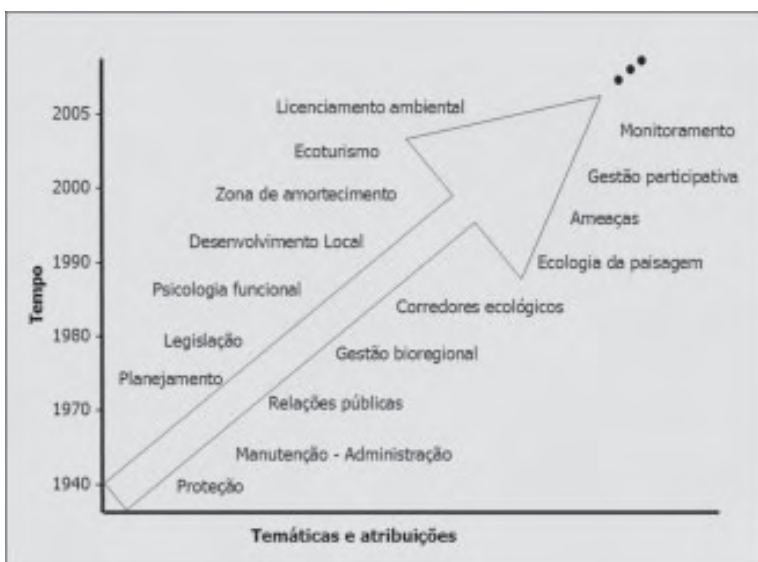 2005
Licenciamento ambiental
Monitoramento
Ecoturismo
Gestão participativa
2000
Zona de amortecimento
Ameaças
Desenvolvimento Local
1990
Ecologia da paisagem
Psicologia funcional
Corredores ecológicos
Tempo
1980
Legislação
Gestão bioregional
Planejamento
1970
Relações públicas
Manutenção - Administração
1940
Proteção
Temáticas e atribuições